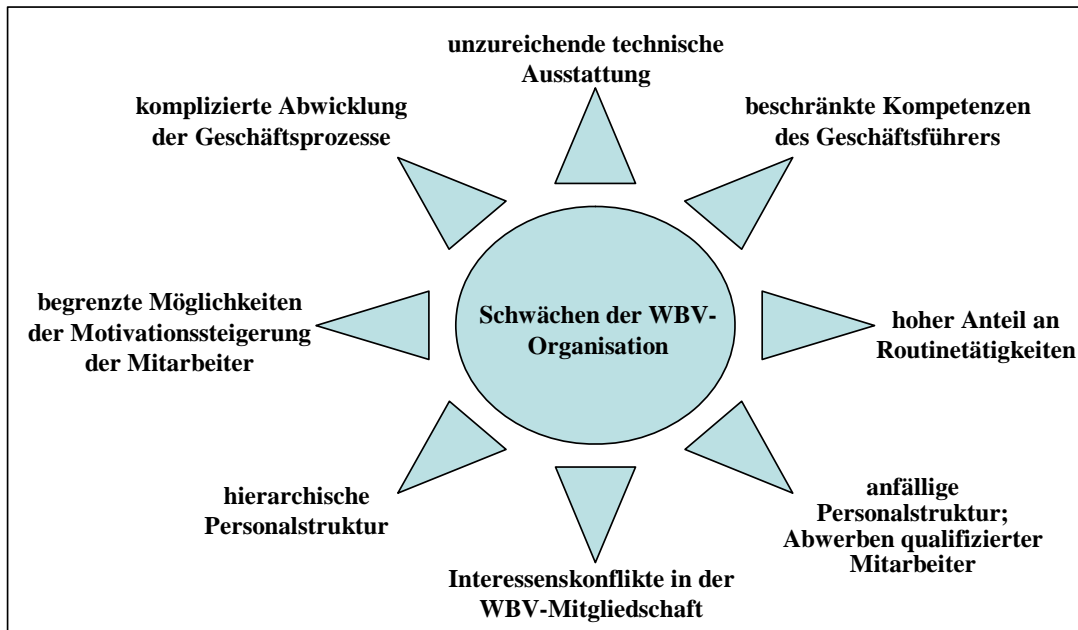 unzureichende technische
Ausstattung
komplizierte Abwicklung
der Geschäftsprozesse
beschränkte Kompetenzen
des Geschäftsführers
begrenzte Möglichkeiten
der Motivationssteigerung
der Mitarbeiter
Schwächen der WBV-
Organisation
hoher Anteil an
Routinetätigkeiten
hierarchische
Personalstruktur
anfällige
Personalstruktur;
Abwerben qualifizierter
Mitarbeiter
Interessenskonflikte in der
WBV-Mitgliedschaft